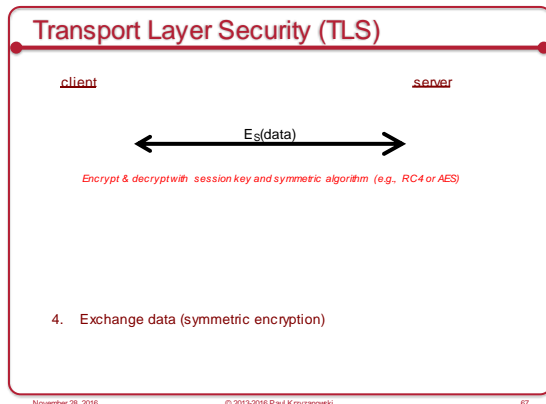 Transport Layer Security (TLS)
client server
ES(data)
Encrypt & decrypt with session key and symmetric algorithm (e.g., RC4 or AES)
4. Exchange data (symmetric encryption)
November 28, 2016 © 2013-2016 Paul Krzyzanowski 67